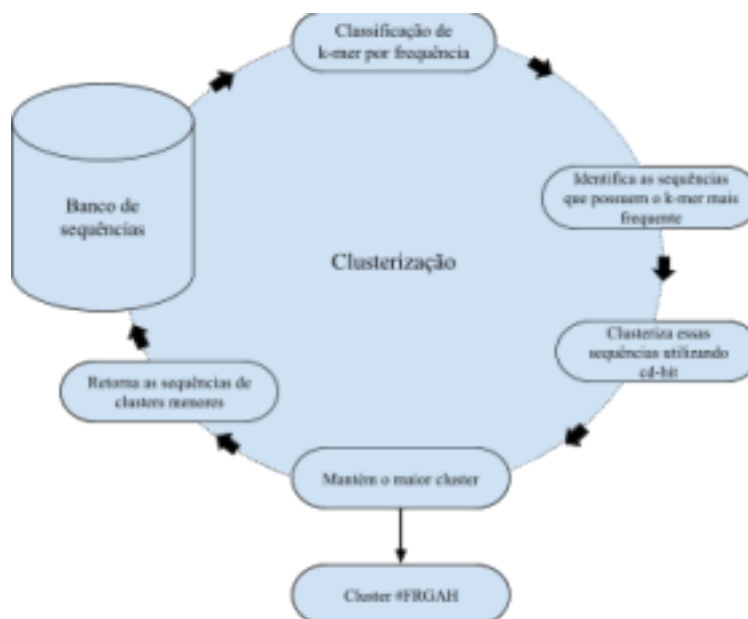 Classificação de
k-mer por frequência
Identifica as sequências
que possuem o k-mer mais
frequente
Banco de
sequências
Clusterização
Clusteriza essas
sequências utilizando
cd-hit
Retorna as sequências de
clusters menores
Mantém o maior cluster
Cluster #FRGAH